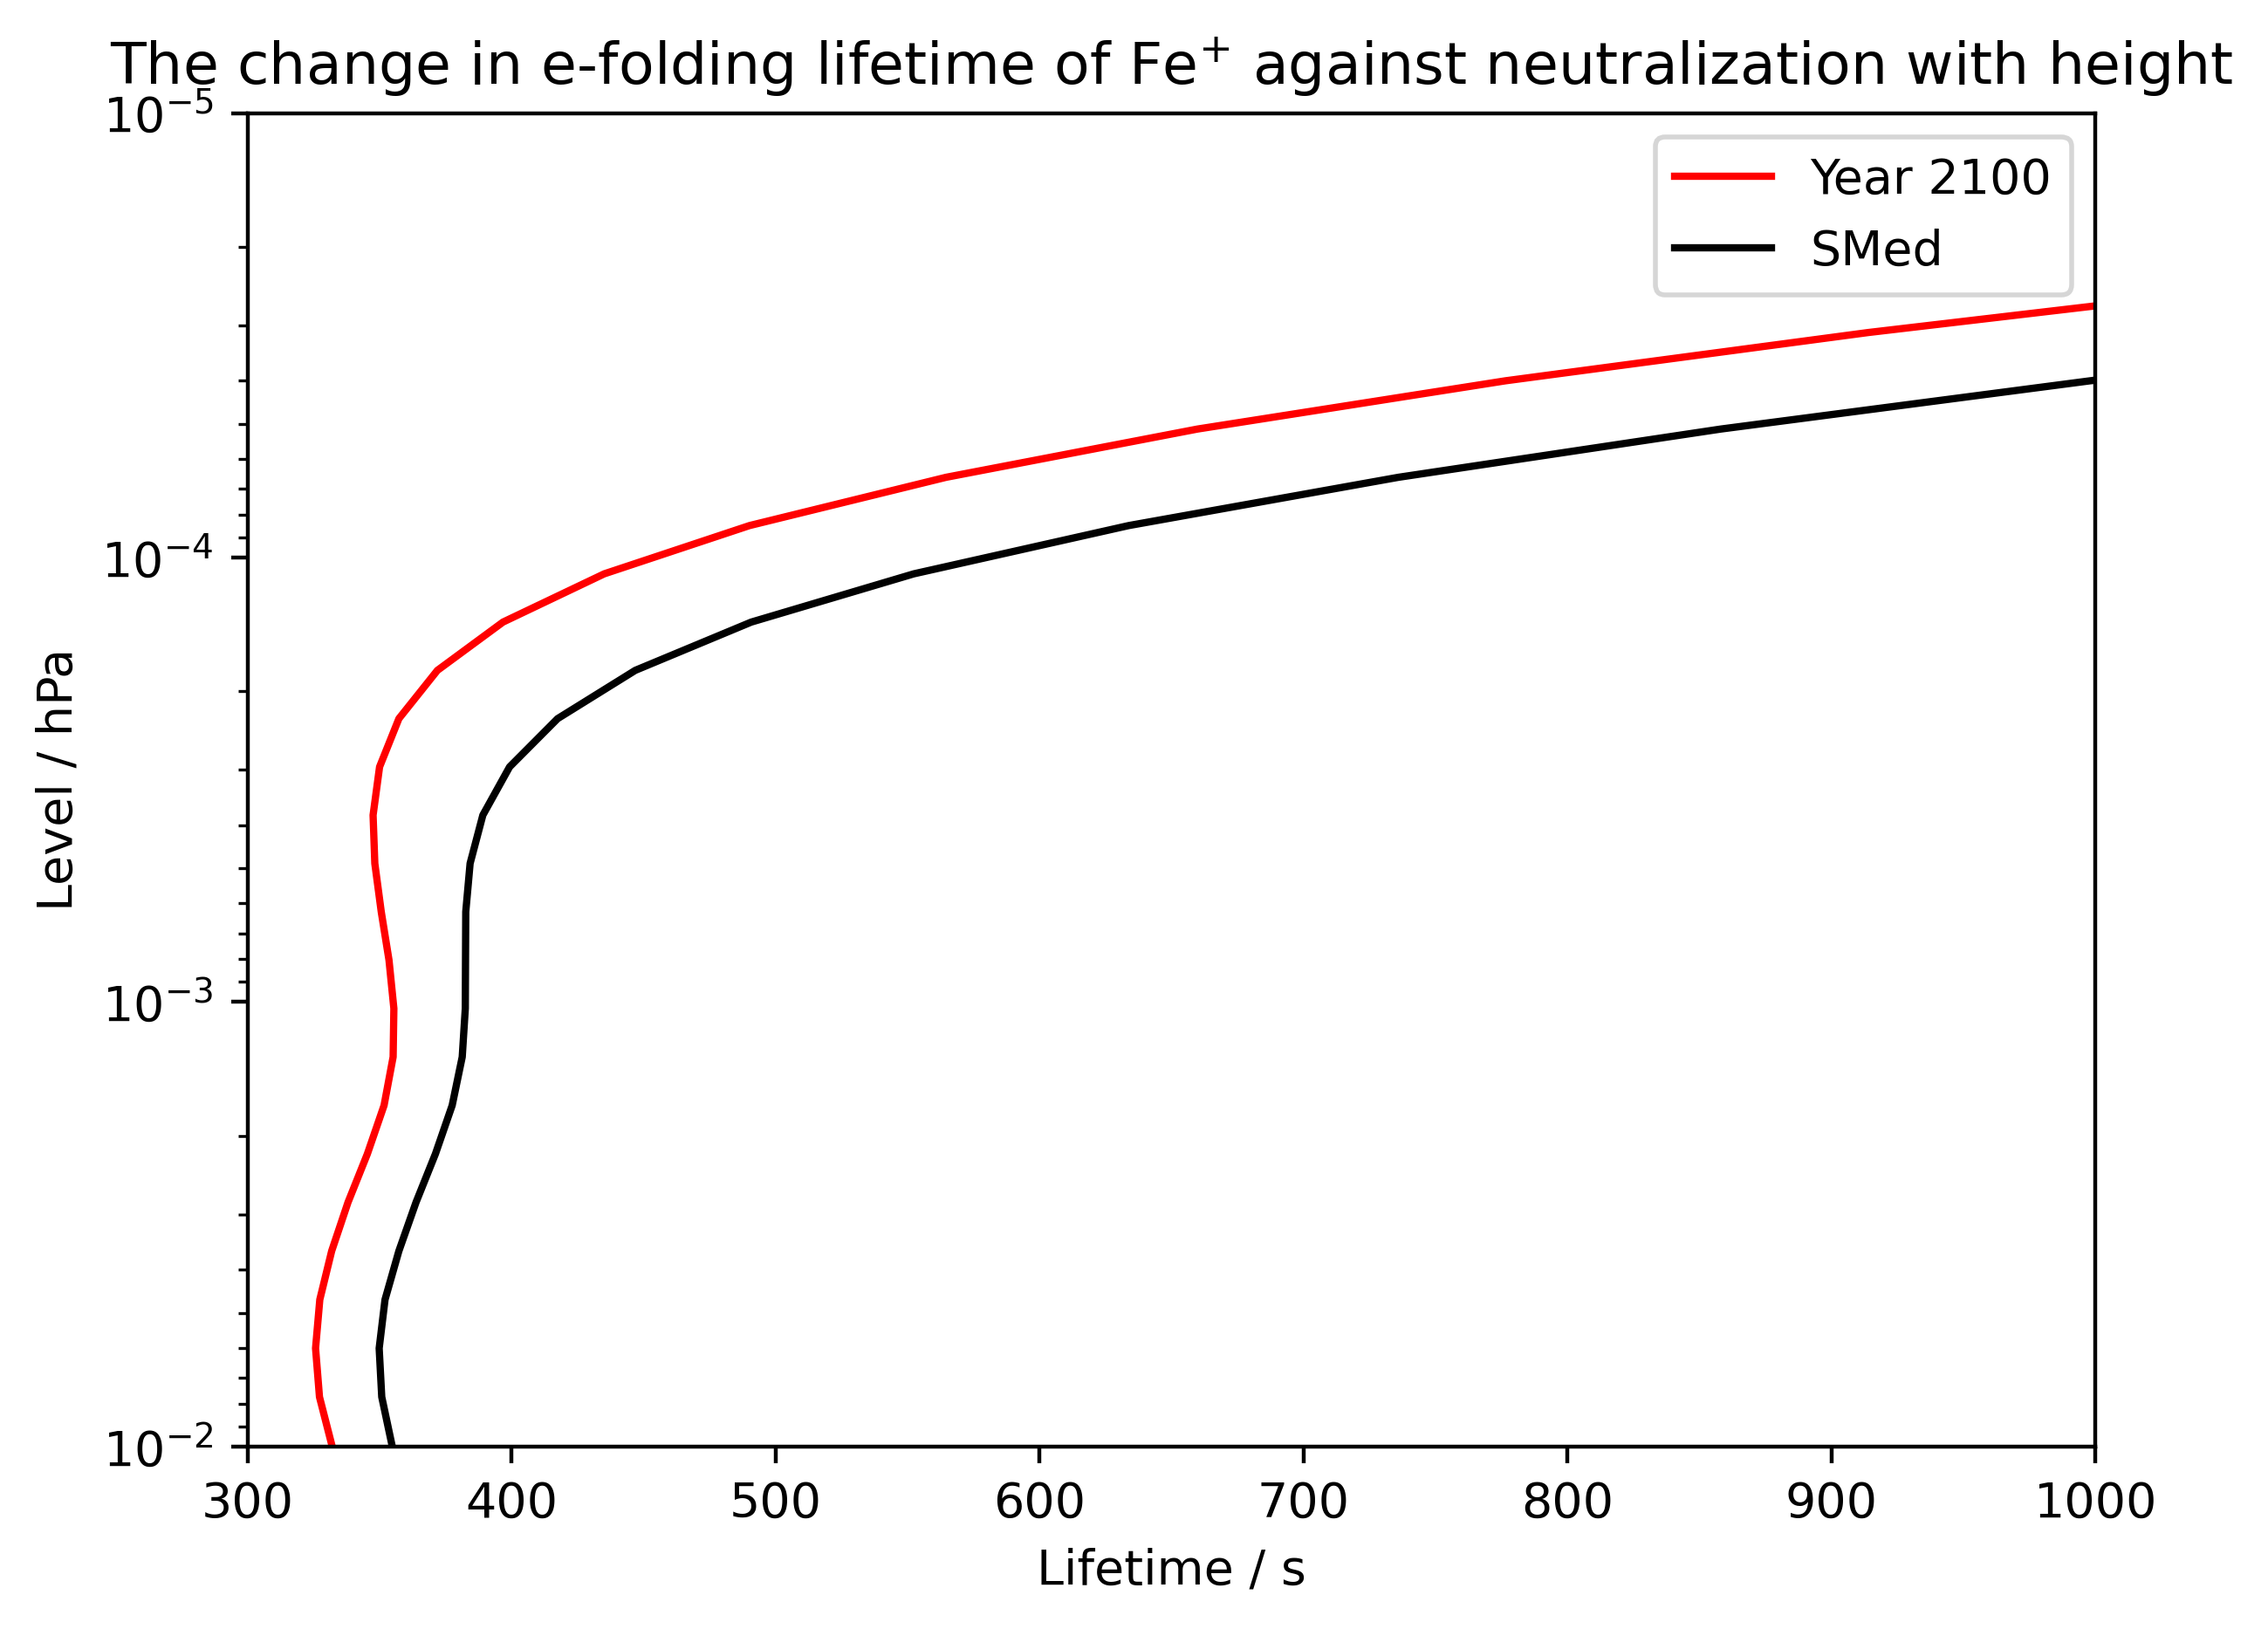 The change in e-folding lifetime of Fe⁺ against neutralization with height
Year 2100
SMed
10⁻⁵
10⁻⁴
10⁻³
10⁻²
Level / hPa
300 400 500 600 700 800 900 1000
Lifetime / s